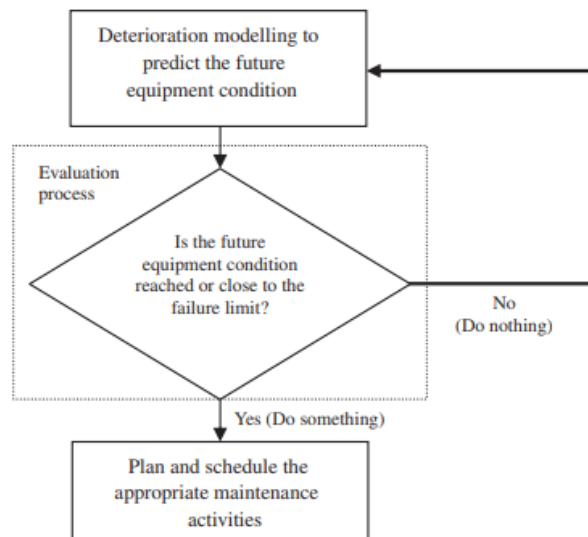 Deterioration modelling to
predict the future
equipment condition
Evaluation
process
Is the future
equipment condition
reached or close to the
failure limit?
No
(Do nothing)
Yes (Do something)
Plan and schedule the
appropriate maintenance
activities